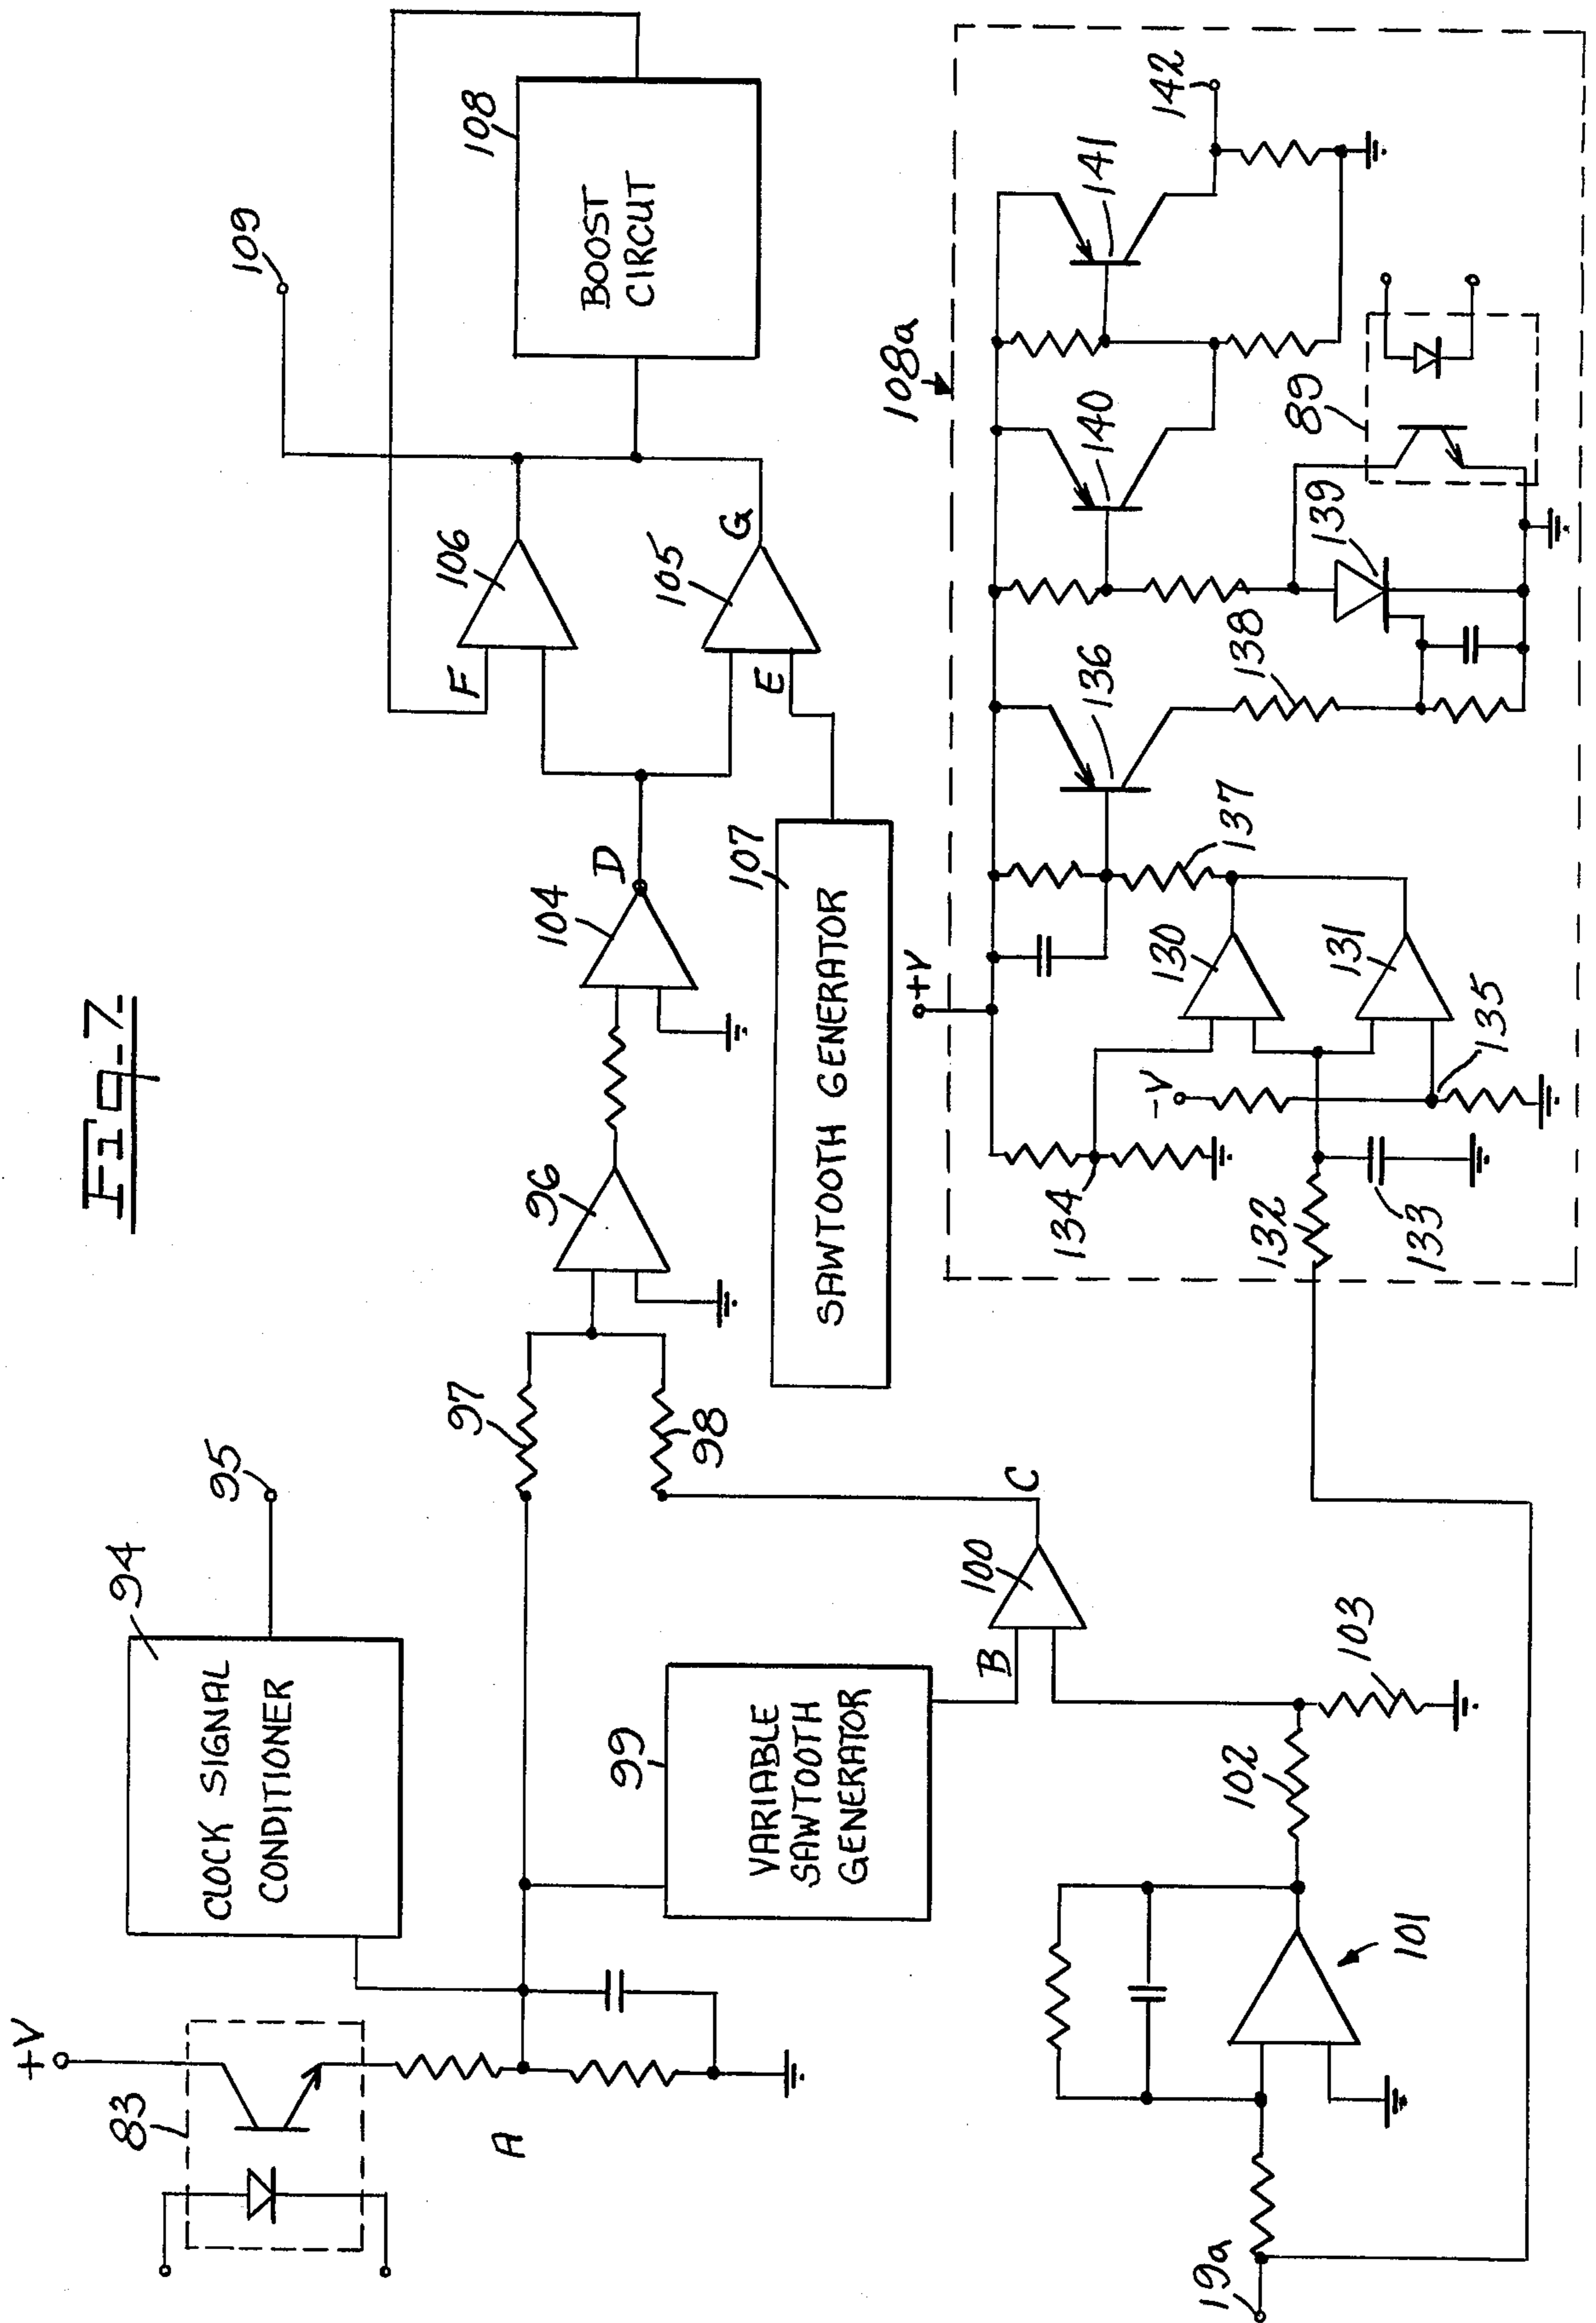 Fig-7
+V
83
A
94
CLOCK SIGNAL
CONDITIONER
95
97
98
96
104
D
F
106
105
G
E
109
108
BOOST
CIRCUT
107
SAWTOOTH GENERATOR
99
VARIABLE
SAWTOOTH
GENERATOR
B
100
C
102
103
101
19a
108a
+V
134
132
133
-V
135
130
131
137
136
138
140
139
89
141
142